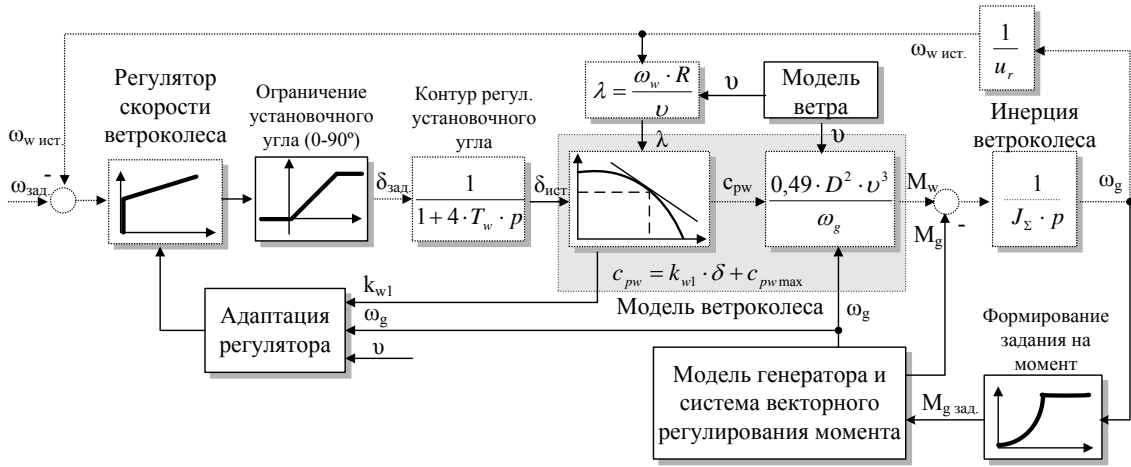 ω_w ист.
1
u_r
Регулятор
скорости
ветроколеса
Ограничение
установочного
угла (0-90º)
Контур регул.
установочного
угла
λ = ω_w · R
υ
υ
Модель
ветра
Инерция
ветроколеса
ω_w ист.
-
ω_зад.
δ_зад.
1
1 + 4 · T_w · p
δ_ист.
λ
υ
c_pw
0,49 · D² · υ³
ω_g
M_w
M_g
-
1
J_Σ · p
ω_g
c_pw = k_w1 · δ + c_pw max
Модель ветроколеса
k_w1
ω_g
υ
Адаптация
регулятора
ω_g
Модель генератора и
система векторного
регулирования момента
M_g зад.
Формирование
задания на
момент